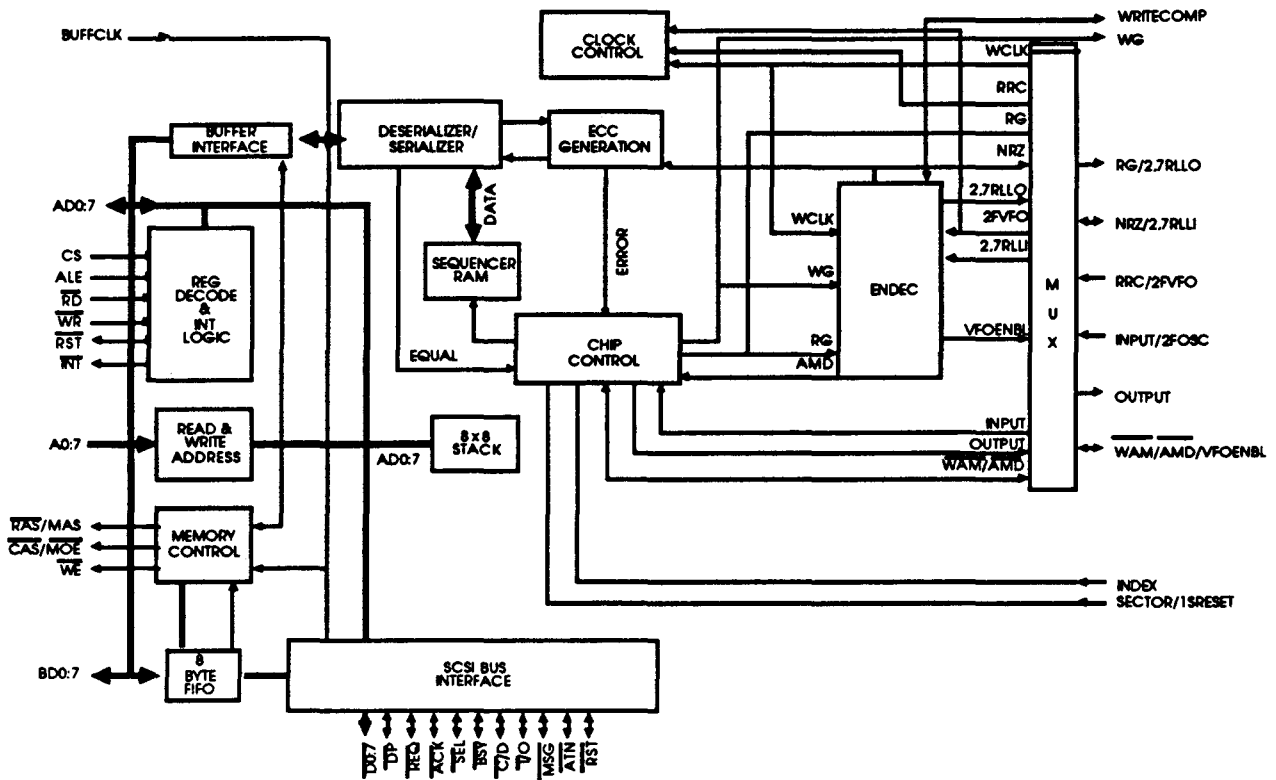 WRITECOMP
BUFFCLK
CLOCK
CONTROL
WG
WCLK
RRC
RG
NRZ
BUFFER
INTERFACE
DESERIALIZER/
SERIALIZER
ECC
GENERATION
RG/2.7RLLO
AD0:7
DATA
2.7RLLO
WCLK
2FVFO
NRZ/2.7RLLI
2.7RLLI
CS
ALE
RD
WR
RST
INT
REG
DECODE
&
INT
LOGIC
SEQUENCER
RAM
ERROR
WG
ENDEC
M
U
X
RRC/2FVFO
VFOENBL
INPUT/2FOSC
CHIP
CONTROL
EQUAL
RG
AMD
OUTPUT
A0:7
READ &
WRITE
ADDRESS
AD0:7
8 x 8
STACK
INPUT
OUTPUT
WAM/AMD
WAM/AMD/VFOENBL
RAS/MAS
CAS/MOE
WE
MEMORY
CONTROL
INDEX
SECTOR/1SRESET
BD0:7
8
BYTE
FIFO
SCSI BUS
INTERFACE
D0:7
DP
REQ
ACK
SEL
BSY
C/D
I/O
MSG
ATN
RST